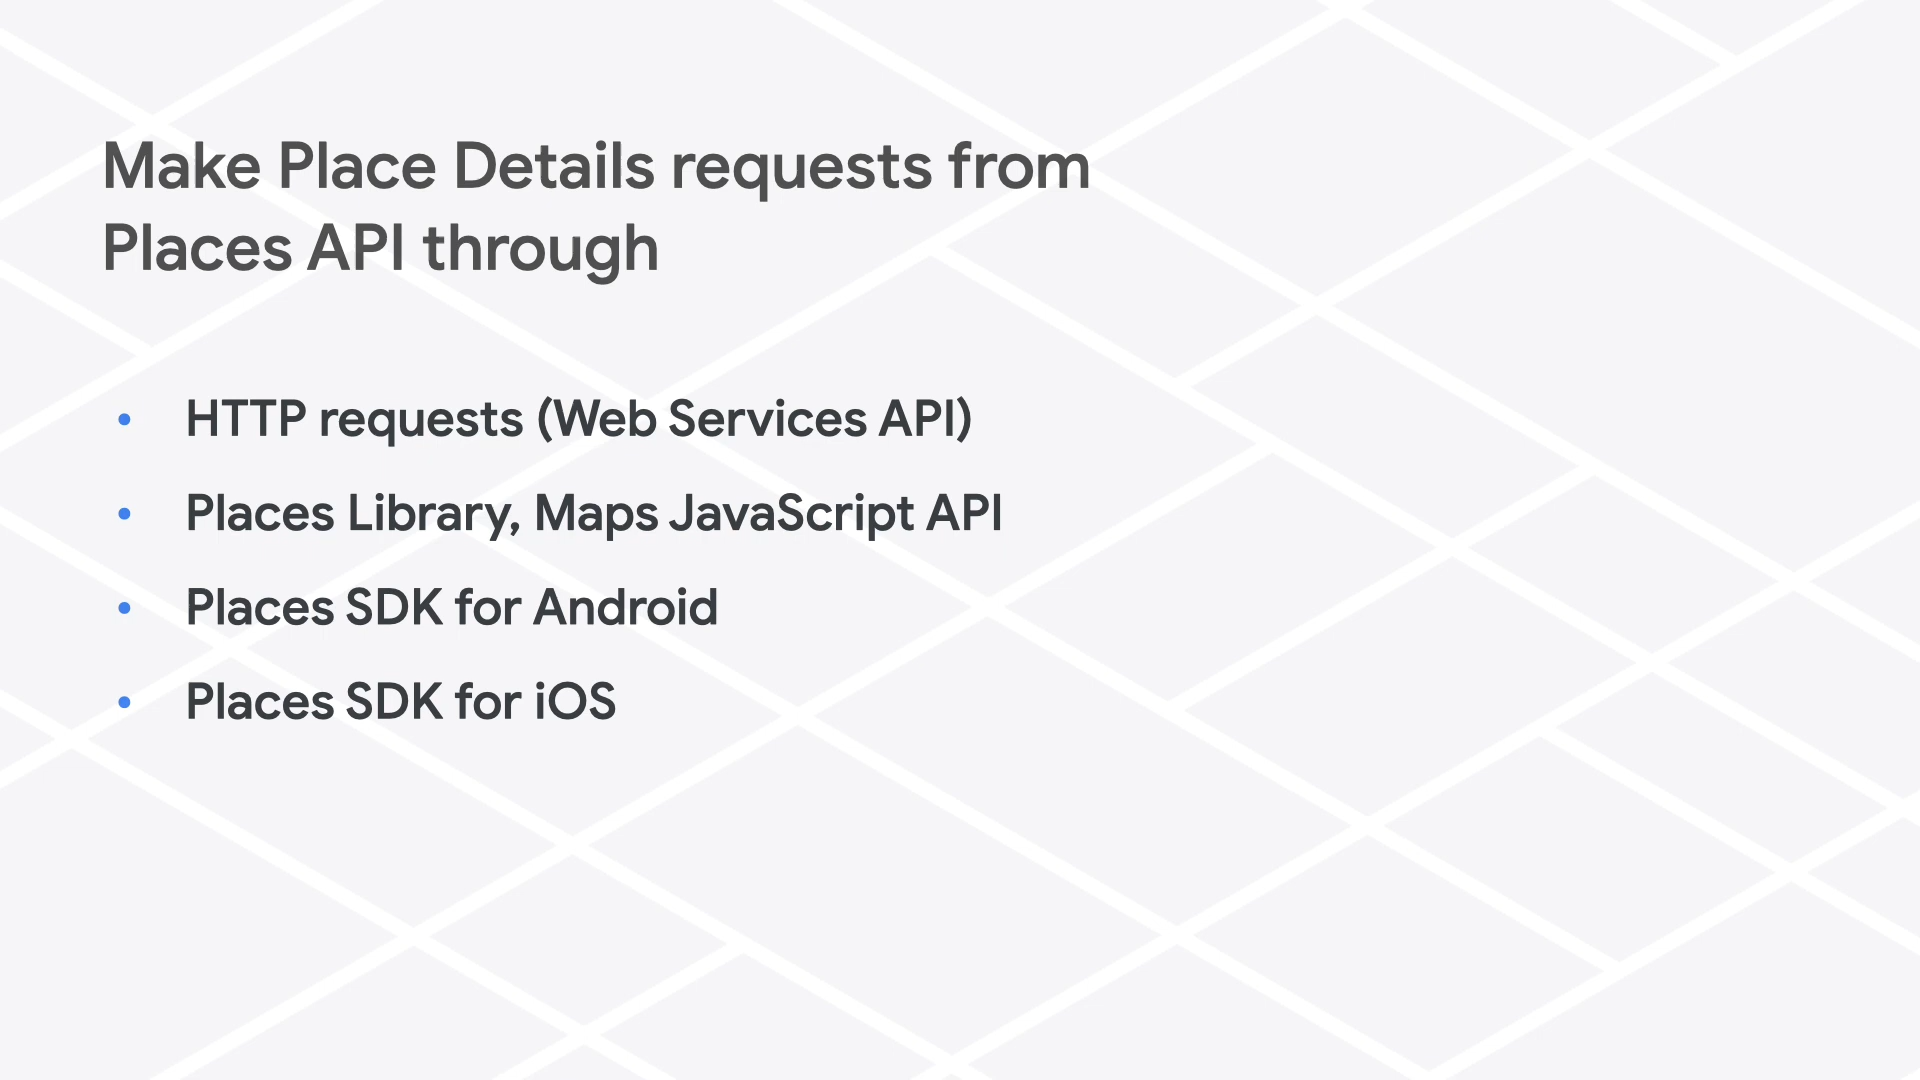 Make Place Details requests from
Places API through
• HTTP requests (Web Services API)
• Places Library, Maps JavaScript API
• Places SDK for Android
• Places SDK for iOS